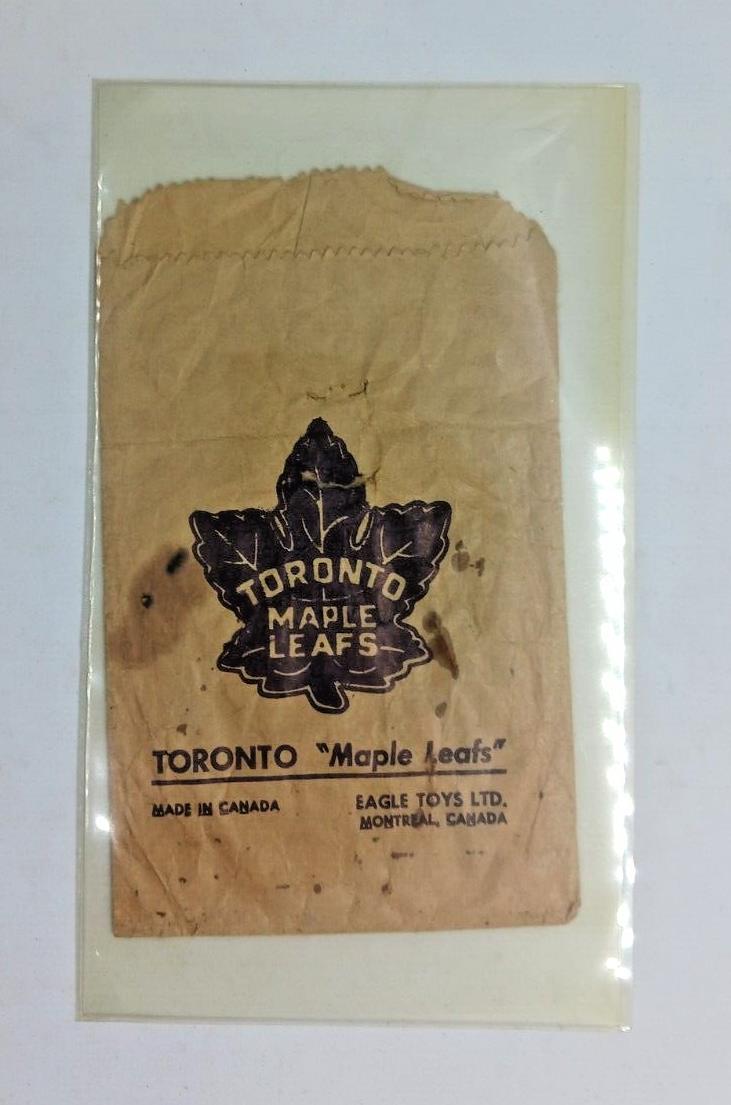 TORONTO
MAPLE
LEAFS
TORONTO "Maple Leafs"
MADE IN CANADA
EAGLE TOYS LTD.
MONTREAL, CANADA